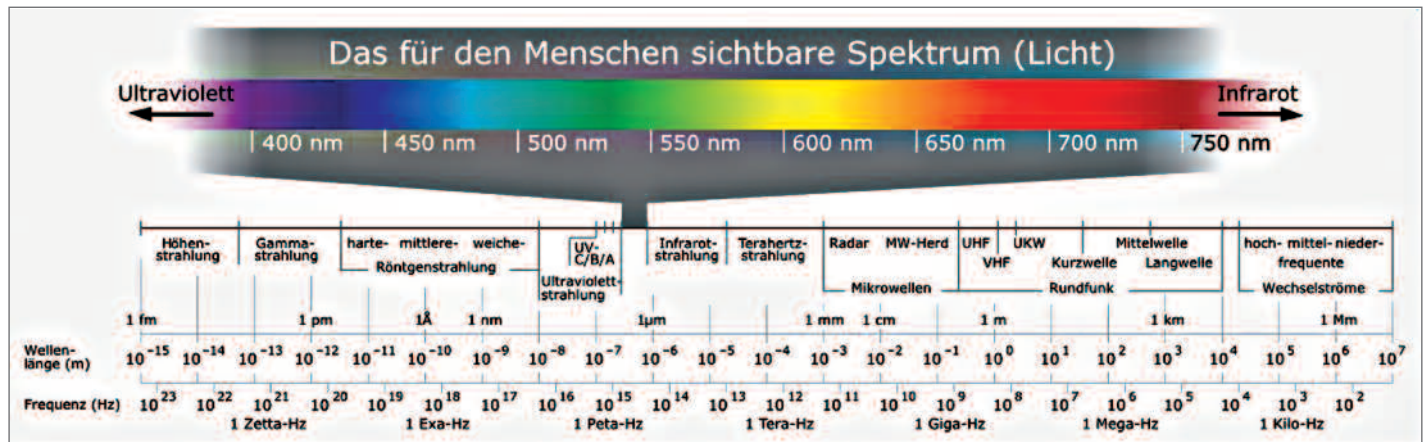 Das für den Menschen sichtbare Spektrum (Licht)
Ultraviolett
Infrarot
400 nm 450 nm 500 nm 550 nm 600 nm 650 nm 700 nm 750 nm
Höhen- Gamma- harte- mittlere- weiche- UV- Infrarot- Terahertz- Radar MW-Herd UHF UKW Mittelwelle hoch- mittel- nieder-
strahlung strahlung C/B/A strahlung strahlung VHF Kurzwelle Langwelle frequente
Röntgenstrahlung Ultraviolett- Mikrowellen Rundfunk Wechselströme
strahlung
1 fm 1 pm 1Å 1 nm 1µm 1 mm 1 cm 1 m 1 km 1 Mm
Wellen-
länge (m) 10⁻¹⁵ 10⁻¹⁴ 10⁻¹³ 10⁻¹² 10⁻¹¹ 10⁻¹⁰ 10⁻⁹ 10⁻⁸ 10⁻⁷ 10⁻⁶ 10⁻⁵ 10⁻⁴ 10⁻³ 10⁻² 10⁻¹ 10⁰ 10¹ 10² 10³ 10⁴ 10⁵ 10⁶ 10⁷
Frequenz (Hz) 10²³ 10²² 10²¹ 10²⁰ 10¹⁹ 10¹⁸ 10¹⁷ 10¹⁶ 10¹⁵ 10¹⁴ 10¹³ 10¹² 10¹¹ 10¹⁰ 10⁹ 10⁸ 10⁷ 10⁶ 10⁵ 10⁴ 10³ 10²
1 Zetta-Hz 1 Exa-Hz 1 Peta-Hz 1 Tera-Hz 1 Giga-Hz 1 Mega-Hz 1 Kilo-Hz